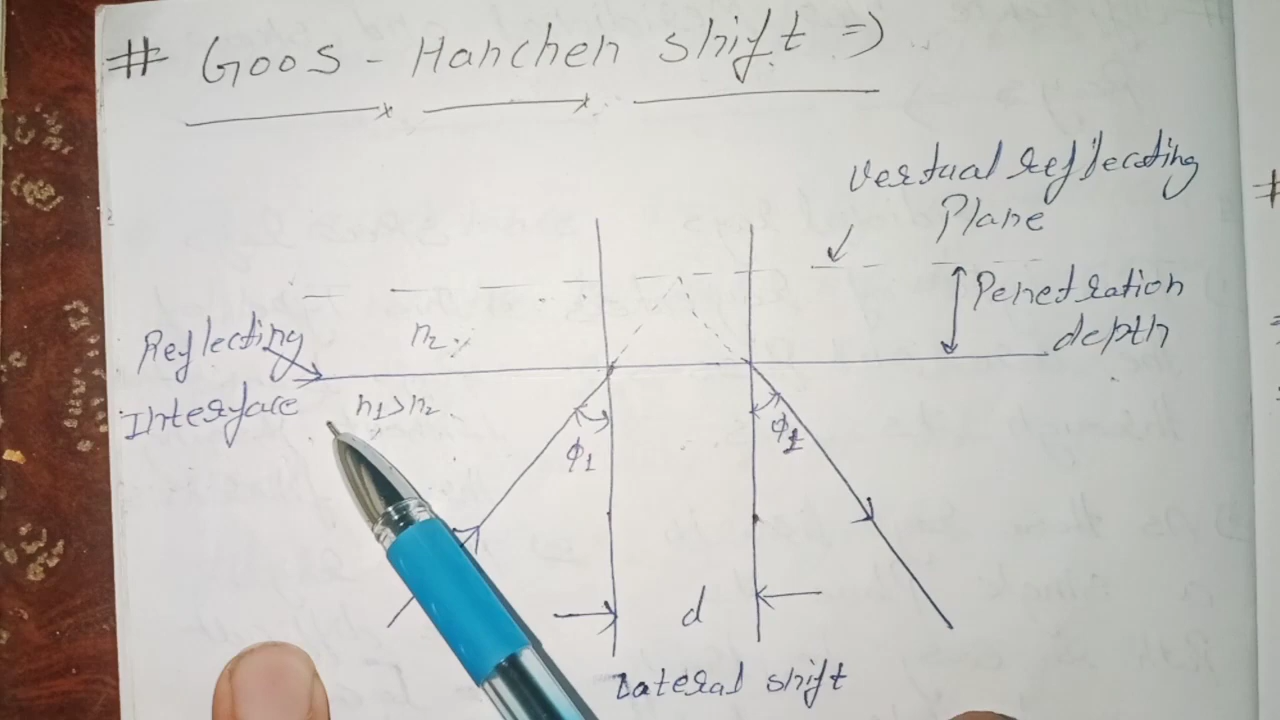 # Goos - Hanchen shift =>
vertual reflecting
Plane
Penetration
depth
Reflecting
Interface
n2
n1>n2
φ1
φ1
d
Lateral shift